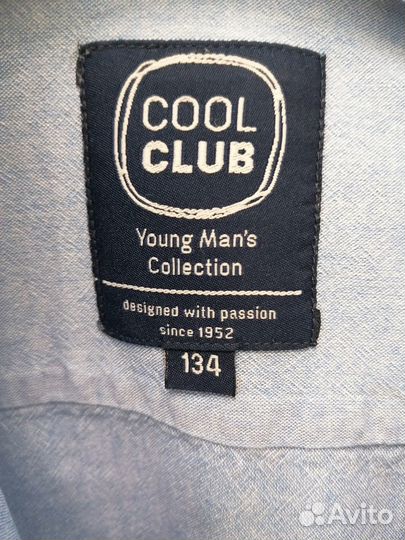 COOL
CLUB
Young Man's
Collection
designed with passion
since 1952
134
Avito